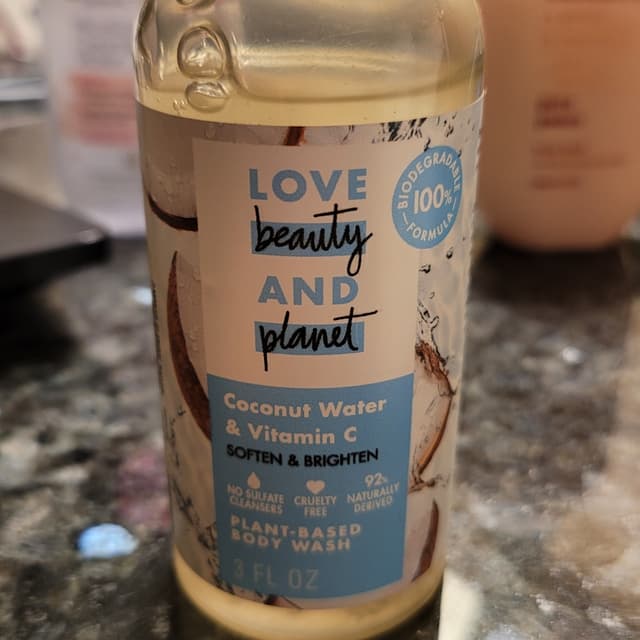 LOVE
beauty
AND
planet
BIODEGRADABLE
100%
FORMULA
Coconut Water
& Vitamin C
SOFTEN & BRIGHTEN
NO SULFATE CLEANSERS
CRUELTY FREE
92% NATURALLY DERIVED
PLANT-BASED
BODY WASH
3 FL OZ